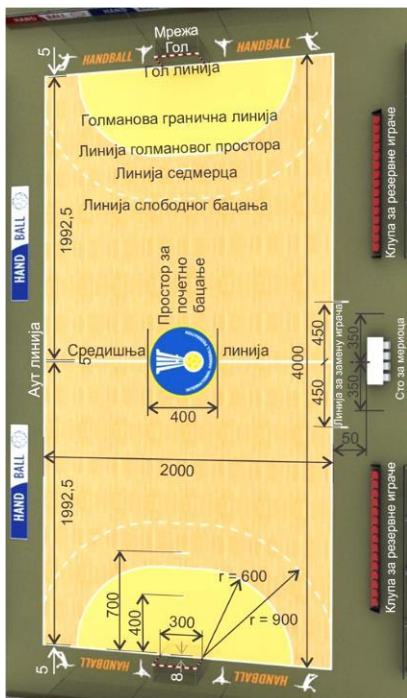 Мрежа
Гол
HANDBALL
HANDBALL
5
5
Гол линија
Голманова гранична линија
Линија голмановог простора
Линија седмерца
Линија слободног бацања
HAND BALL
1992,5
Простор за
почетно
бацање
Клупа за резервне играче
Аут линија
5
Средишња
линија
400
4000
450
450
Линија за замену играча
350
350
Сто за мериоца
50
2000
HAND BALL
1992,5
700
400
300
r = 600
r = 900
8
Клупа за резервне играче
5
5
HANDBALL
HANDBALL